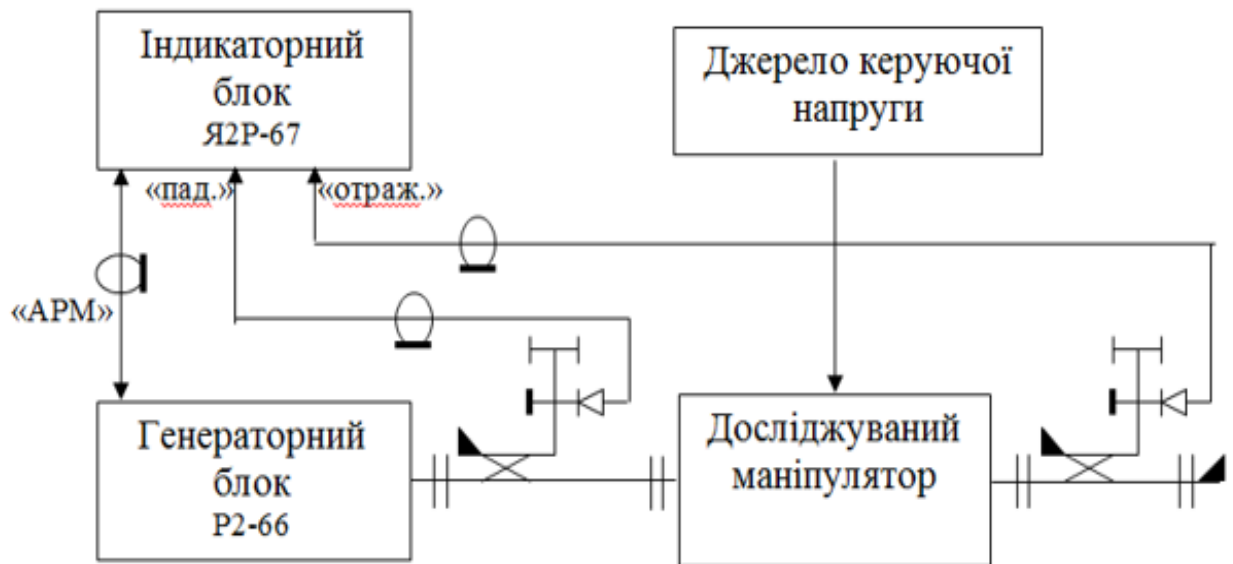 Індикаторний
блок
Я2Р-67
Джерело керуючої
напруги
«пад.»
«отраж.»
«АРМ»
Генераторний
блок
Р2-66
Досліджуваний
маніпулятор